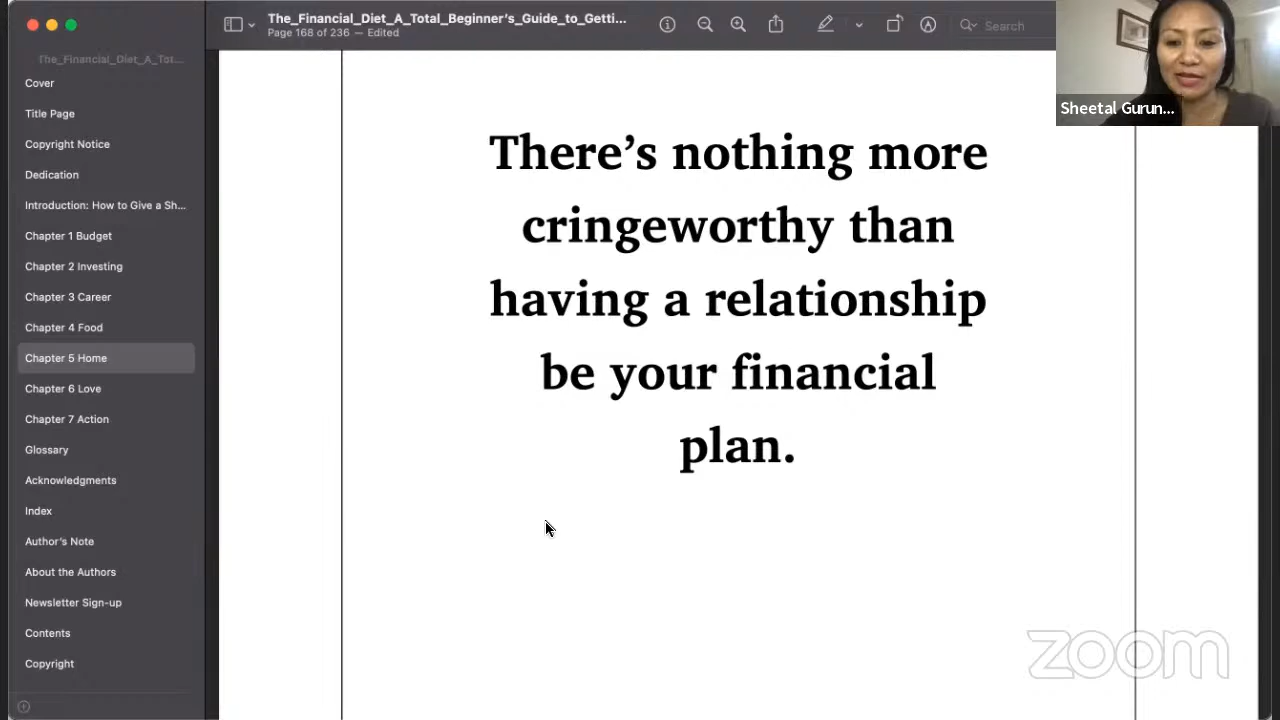 The_Financial_Diet_A_Total_Beginner's_Guide_to_Getti...
Page 168 of 236 — Edited
Search
The_Financial_Diet_A_Tot...
Cover
Title Page
Copyright Notice
Dedication
Introduction: How to Give a Sh...
Chapter 1 Budget
Chapter 2 Investing
Chapter 3 Career
Chapter 4 Food
Chapter 5 Home
Chapter 6 Love
Chapter 7 Action
Glossary
Acknowledgments
Index
Author's Note
About the Authors
Newsletter Sign-up
Contents
Copyright
There’s nothing more
cringeworthy than
having a relationship
be your financial
plan.
Sheetal Gurun...
zoom